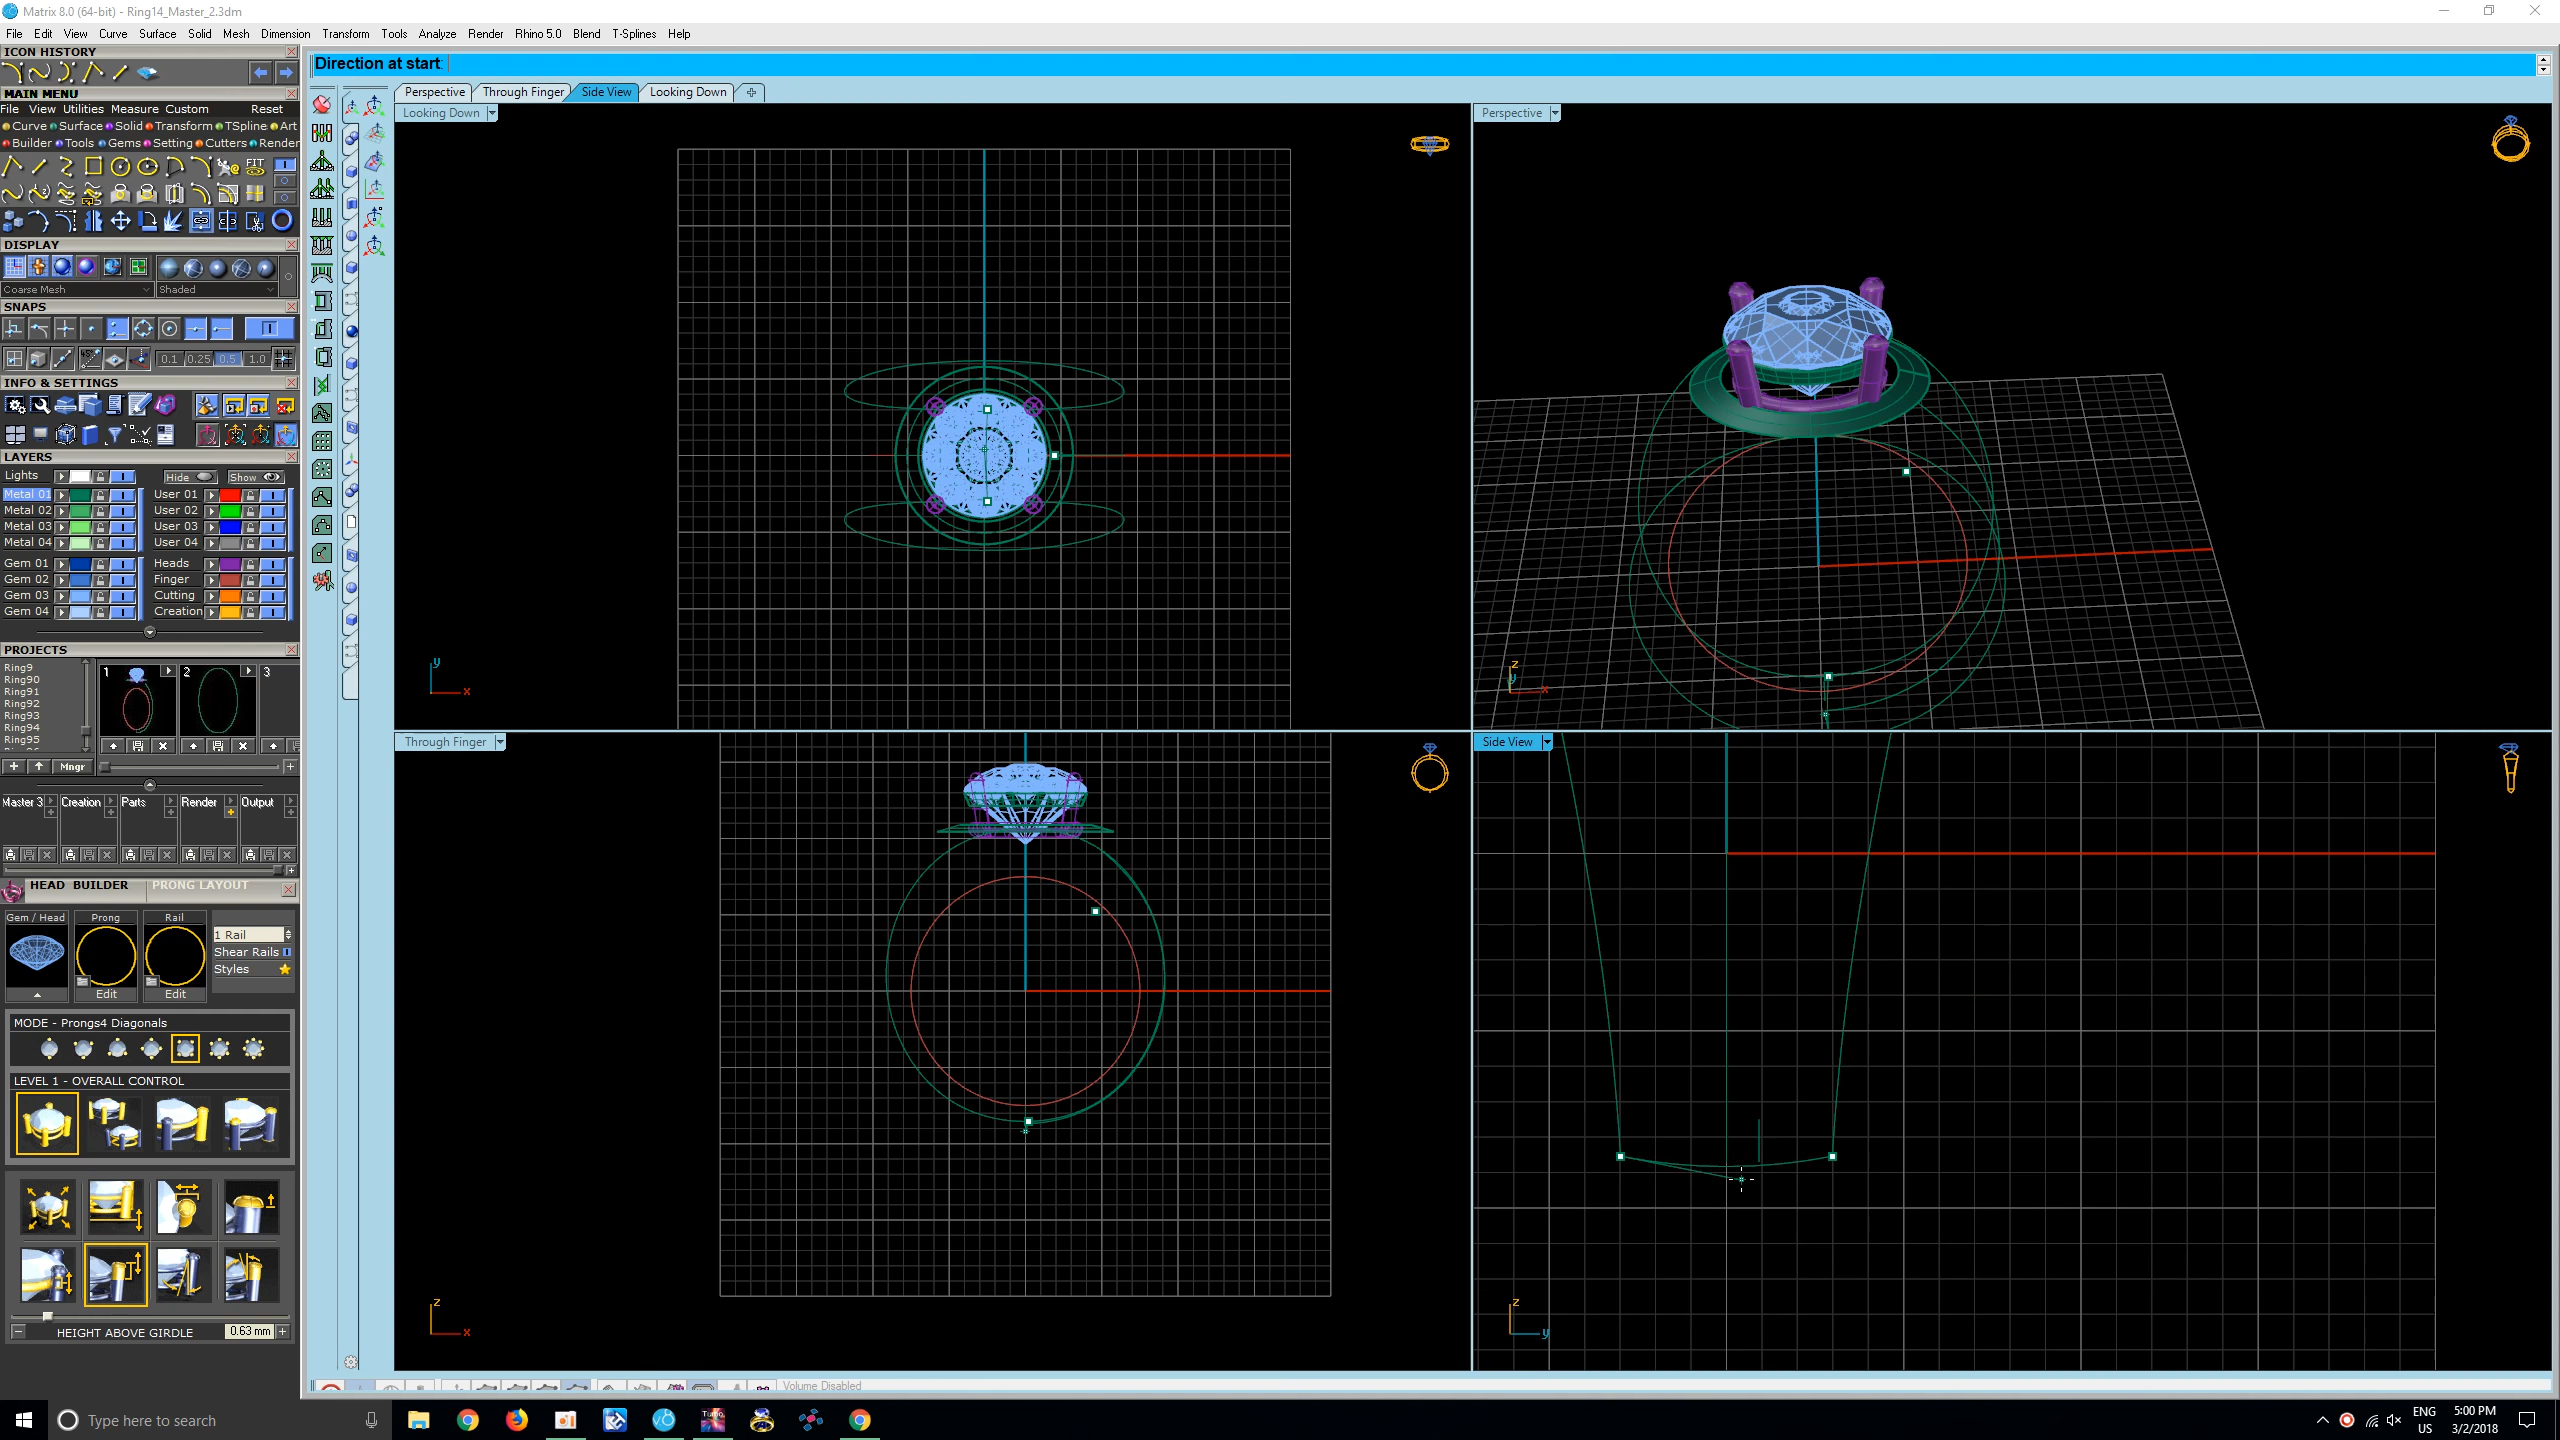 Matrix 8.0 (64-bit) - Ring14_Master_2.3dm
File Edit View Curve Surface Solid Mesh Dimension Transform Tools Analyze Render Rhino 5.0 Blend T-Splines Help
ICON HISTORY
Direction at start:
MAIN MENU
File View Utilities Measure Custom Reset
Curve Surface Solid Transform TSpline Art
Builder Tools Gems Setting Cutters Render
FIT
Perspective Through Finger Side View Looking Down
Looking Down
Perspective
DISPLAY
Coarse Mesh Shaded
SNAPS
0.1 0.25 0.5 1.0
INFO & SETTINGS
LAYERS
Lights Hide Show
Metal 01 User 01
Metal 02 User 02
Metal 03 User 03
Metal 04 User 04
Gem 01 Heads
Gem 02 Finger
Gem 03 Cutting
Gem 04 Creation
PROJECTS
Ring9
Ring90
Ring91
Ring92
Ring93
Ring94
Ring95
1 2 3
Mngr
Master 3 Creation Parts Render Output
HEAD BUILDER PRONG LAYOUT
Gem / Head Prong Rail
1 Rail
Shear Rails
Styles
Edit Edit
MODE - Prongs4 Diagonals
LEVEL 1 - OVERALL CONTROL
HEIGHT ABOVE GIRDLE 0.63 mm
y
x
z
y
x
Through Finger
Side View
z
x
z
y
Volume Disabled
Type here to search
ENG
US
5:00 PM
3/2/2018